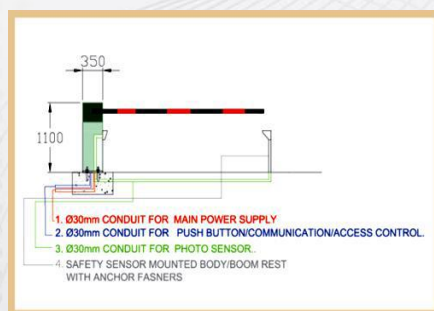 350
1100
1. Ø30mm CONDUIT FOR MAIN POWER SUPPLY
2. Ø30mm CONDUIT FOR PUSH BUTTON/COMMUNICATION/ACCESS CONTROL.
3. Ø30mm CONDUIT FOR PHOTO SENSOR..
4. SAFETY SENSOR MOUNTED BODY/BOOM REST
WITH ANCHOR FASNERS